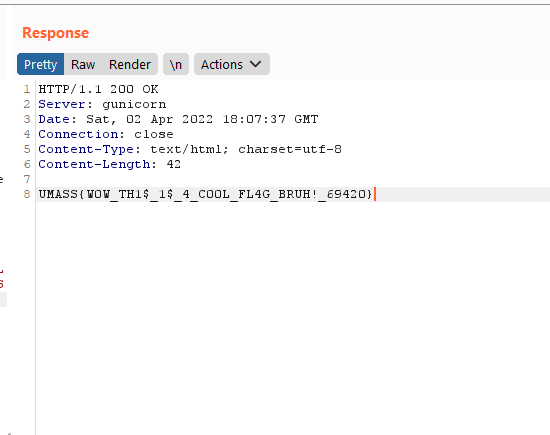 Response
Pretty Raw Render \n Actions
1 HTTP/1.1 200 OK
2 Server: gunicorn
3 Date: Sat, 02 Apr 2022 18:07:37 GMT
4 Connection: close
5 Content-Type: text/html; charset=utf-8
6 Content-Length: 42
7
8 UMASS{W0W_TH1$_1$_4_C00L_FL4G_BRUH!_69420}